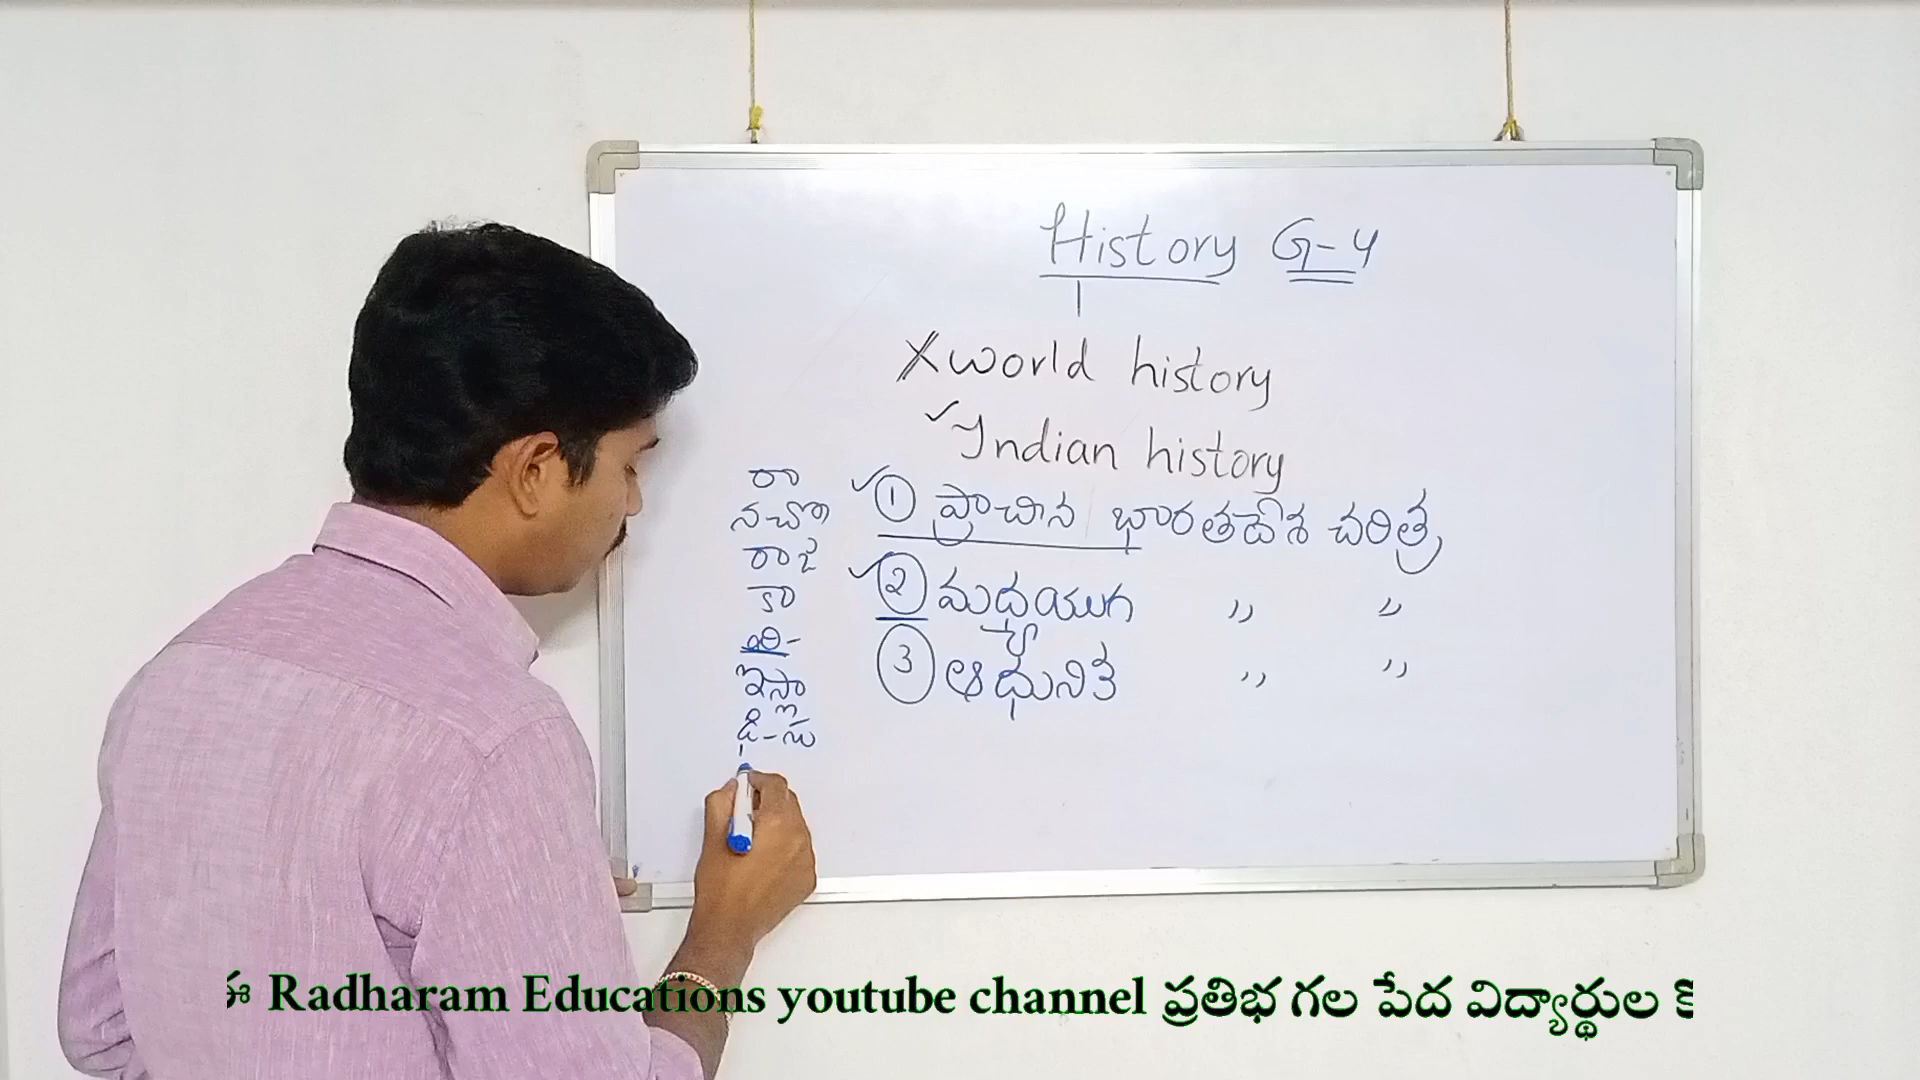 History G-4
X world history
✓ Indian history
✓ ① ప్రాచీన భారతదేశ చరిత్ర
✓ ② మధ్యయుగ ,, ,,
③ ఆధునిక ,, ,,
రా
కా
ఇస్లా
ఢి-సు
ఈ Radharam Educations youtube channel ప్రతిభ గల పేద విద్యార్థుల